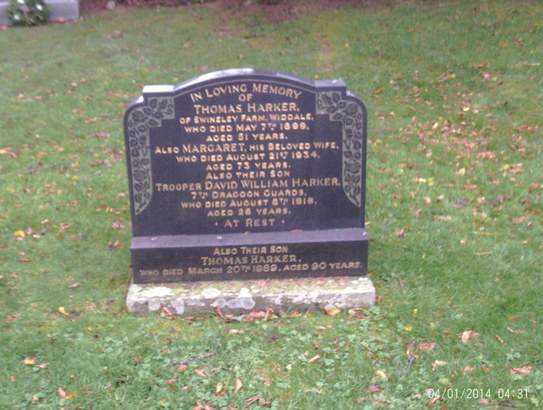 IN LOVING MEMORY
OF
THOMAS HARKER,
OF SWINELEY FARM, WIDDALE,
WHO DIED MAY 7TH 1899,
AGED 51 YEARS.
ALSO MARGARET, HIS BELOVED WIFE,
WHO DIED AUGUST 21ST 1934,
AGED 73 YEARS.
ALSO THEIR SON
TROOPER DAVID WILLIAM HARKER,
7TH DRAGOON GUARDS,
WHO DIED AUGUST 8TH 1918,
AGED 26 YEARS.
AT REST
ALSO THEIR SON
THOMAS HARKER,
WHO DIED MARCH 20TH 1989, AGED 90 YEARS.
04/01/2014 04:31